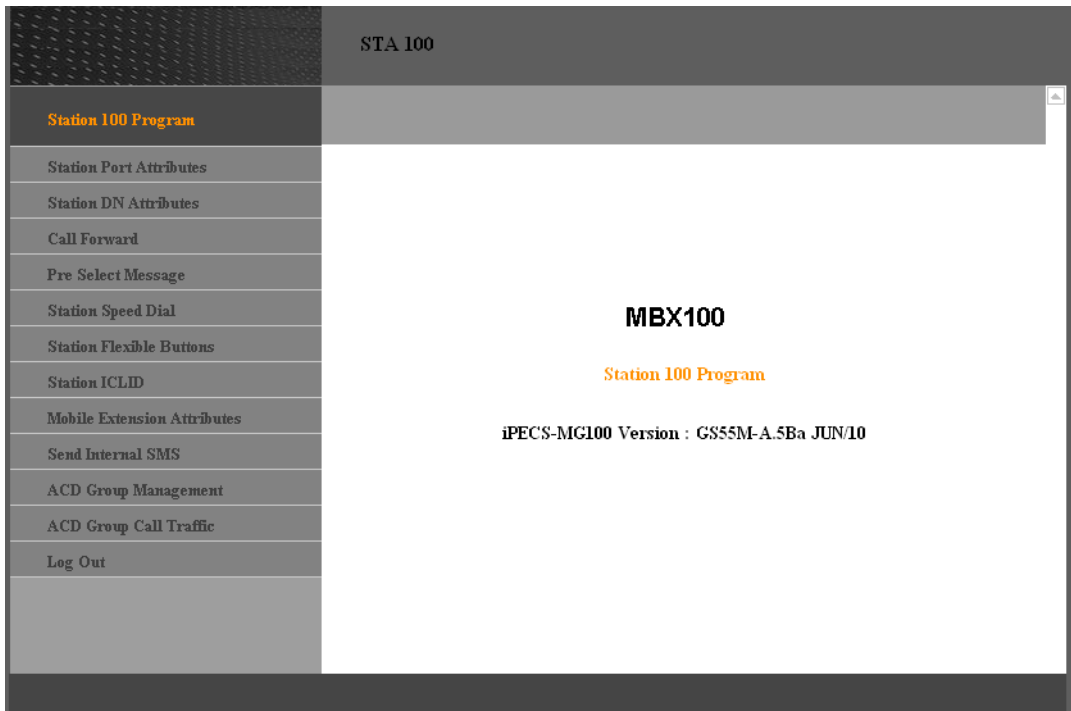 STA 100
Station 100 Program
Station Port Attributes
Station DN Attributes
Call Forward
Pre Select Message
Station Speed Dial
Station Flexible Buttons
Station ICLID
Mobile Extension Attributes
Send Internal SMS
ACD Group Management
ACD Group Call Traffic
Log Out
MBX100
Station 100 Program
iPECS-MG100 Version : GS55M-A.5Ba JUN/10